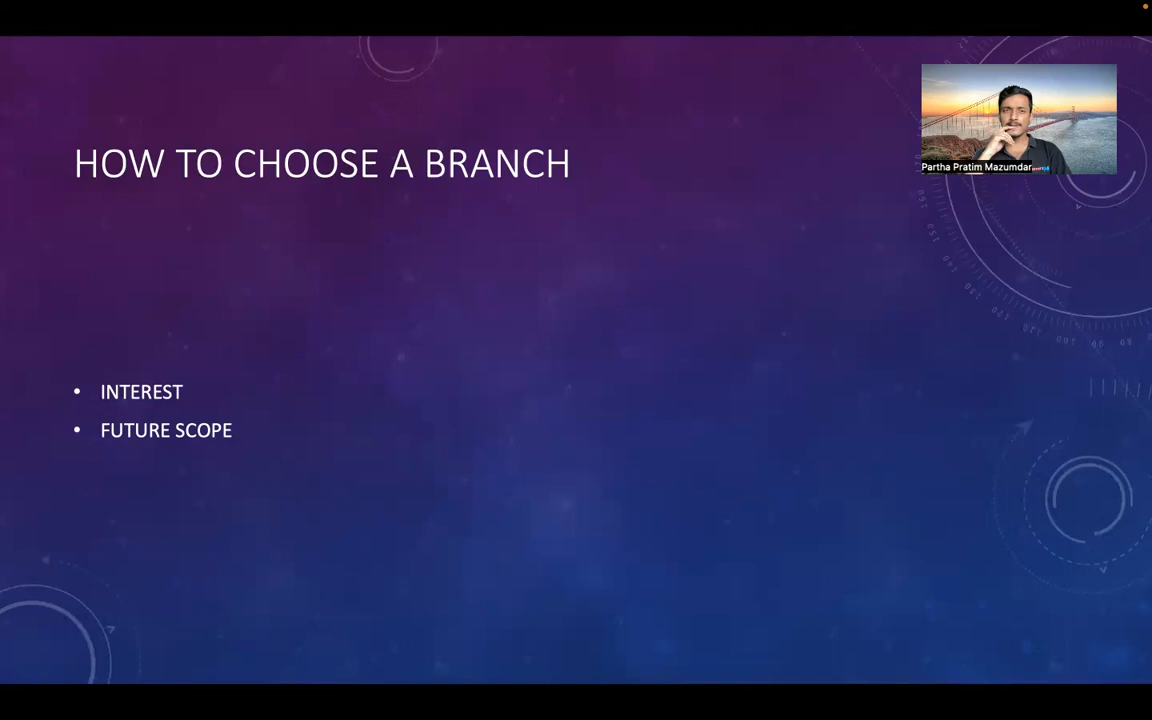 HOW TO CHOOSE A BRANCH
Partha Pratim Mazumdar
• INTEREST
• FUTURE SCOPE